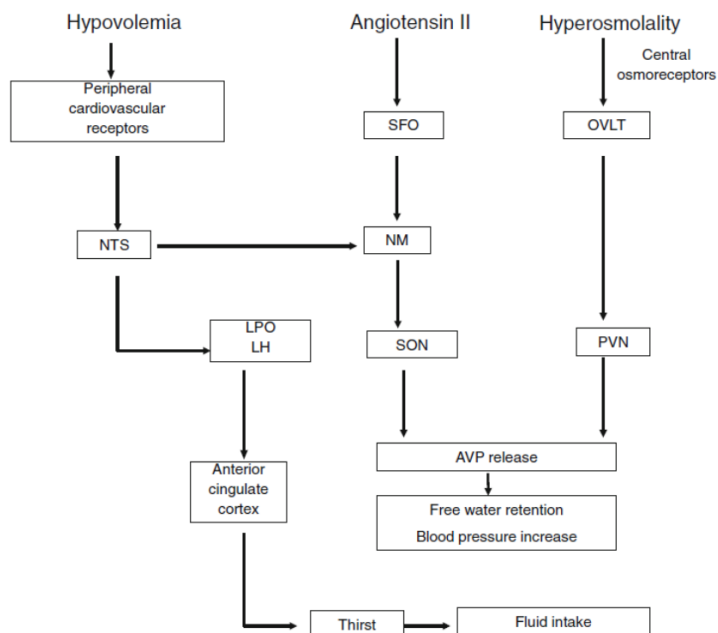 Hypovolemia
Angiotensin II
Hyperosmolality
Central
osmoreceptors
Peripheral
cardiovascular
receptors
SFO
OVLT
NTS
NM
LPO
LH
SON
PVN
AVP release
Anterior
cingulate
cortex
Free water retention
Blood pressure increase
Thirst
Fluid intake